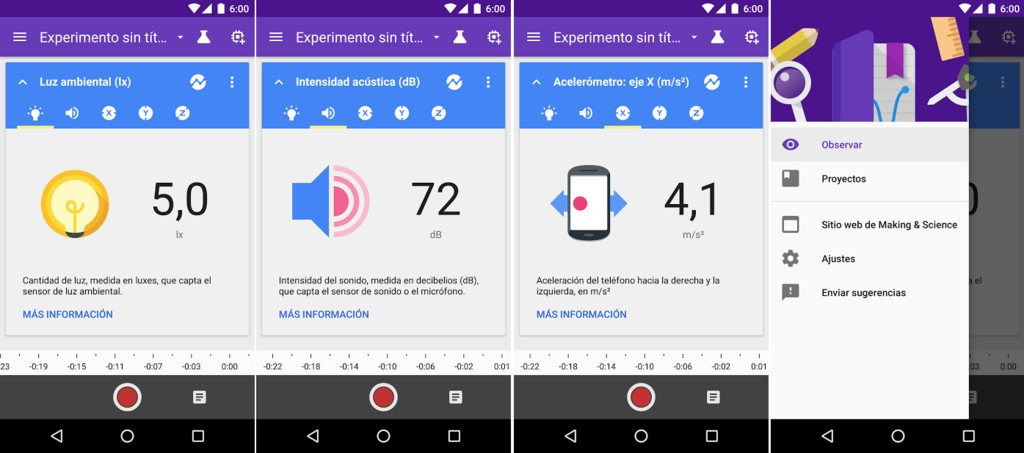 6:00
Experimento sin tít...
Luz ambiental (lx)
X
Y
Z
5,0
lx
Cantidad de luz, medida en luxes, que capta el
sensor de luz ambiental.
MÁS INFORMACIÓN
23 -0:19 -0:15 -0:11 -0:07 -0:03 0:00
6:00
Experimento sin tít...
Intensidad acústica (dB)
X
Y
Z
72
dB
Intensidad del sonido, medida en decibelios (dB),
que capta el sensor de sonido o el micrófono.
MÁS INFORMACIÓN
-0:22 -0:18 -0:14 -0:10 -0:06 -0:02 0:01
6:00
Experimento sin tít...
Acelerómetro: eje X (m/s²)
X
Y
Z
4,1
m/s²
Aceleración del teléfono hacia la derecha y la
izquierda, en m/s²
MÁS INFORMACIÓN
-0:22 -0:18 -0:14 -0:10 -0:06 -0:02 0:01
6:00
Observar
Proyectos
Sitio web de Making & Science
Ajustes
Enviar sugerencias